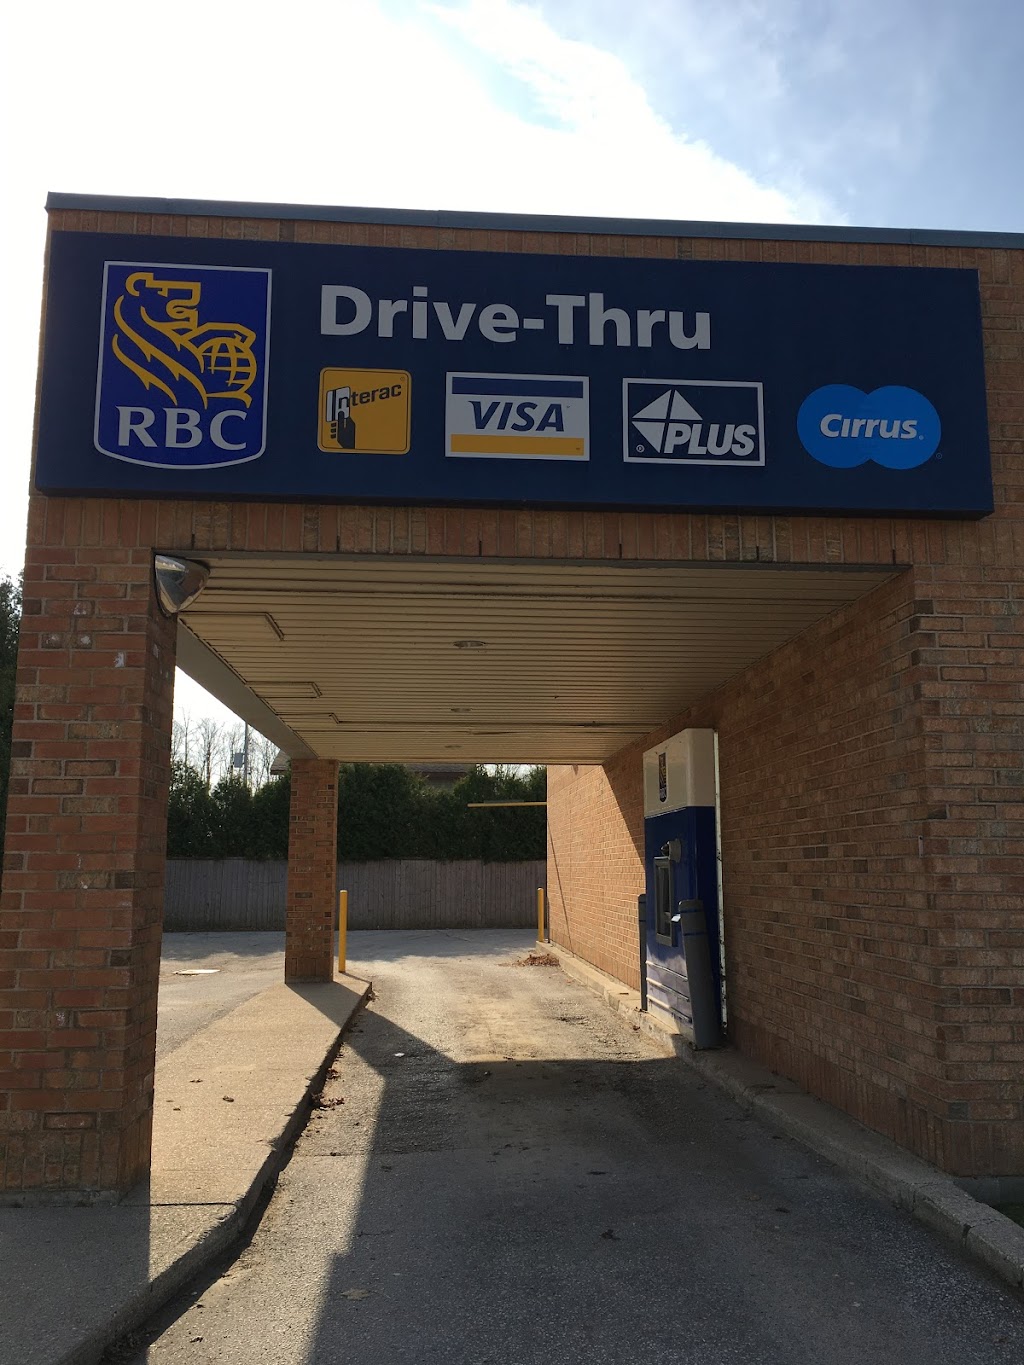 Drive-Thru
RBC
Interac
VISA
PLUS
Cirrus